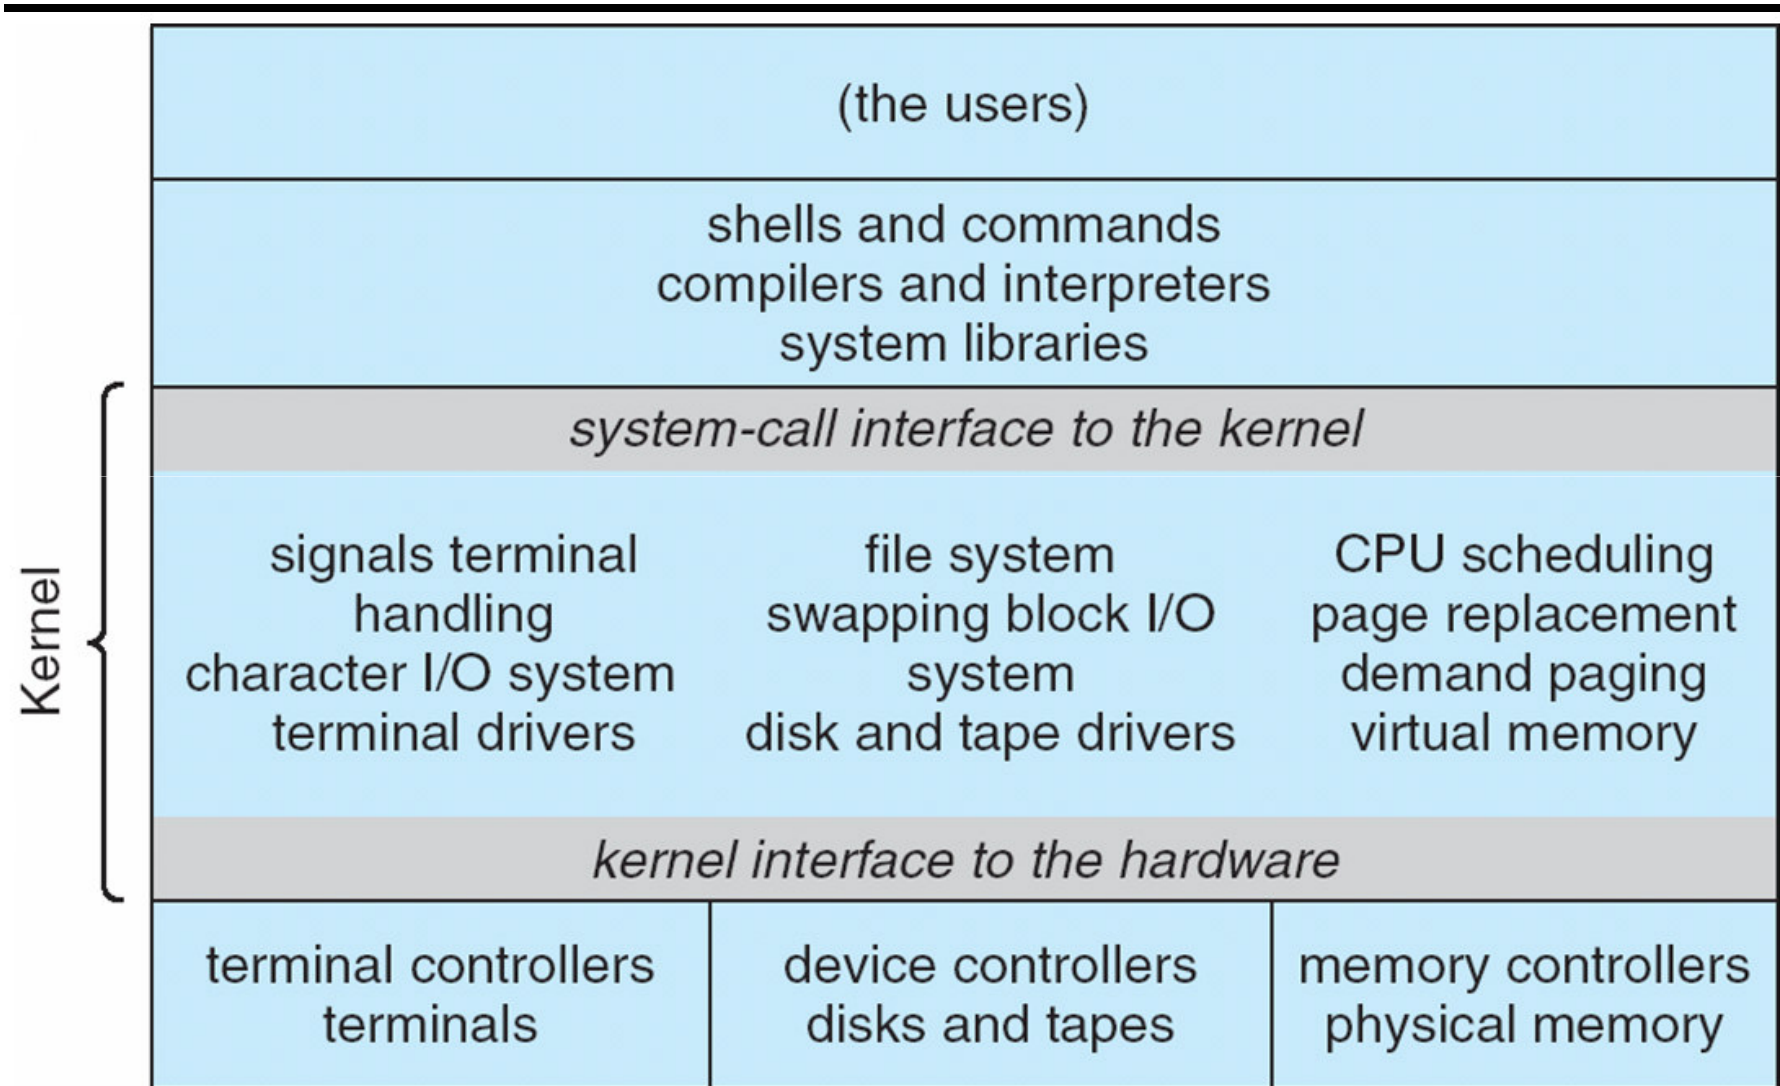 (the users)
shells and commands
compilers and interpreters
system libraries
system-call interface to the kernel
Kernel
signals terminal
handling
character I/O system
terminal drivers
file system
swapping block I/O
system
disk and tape drivers
CPU scheduling
page replacement
demand paging
virtual memory
kernel interface to the hardware
terminal controllers
terminals
device controllers
disks and tapes
memory controllers
physical memory